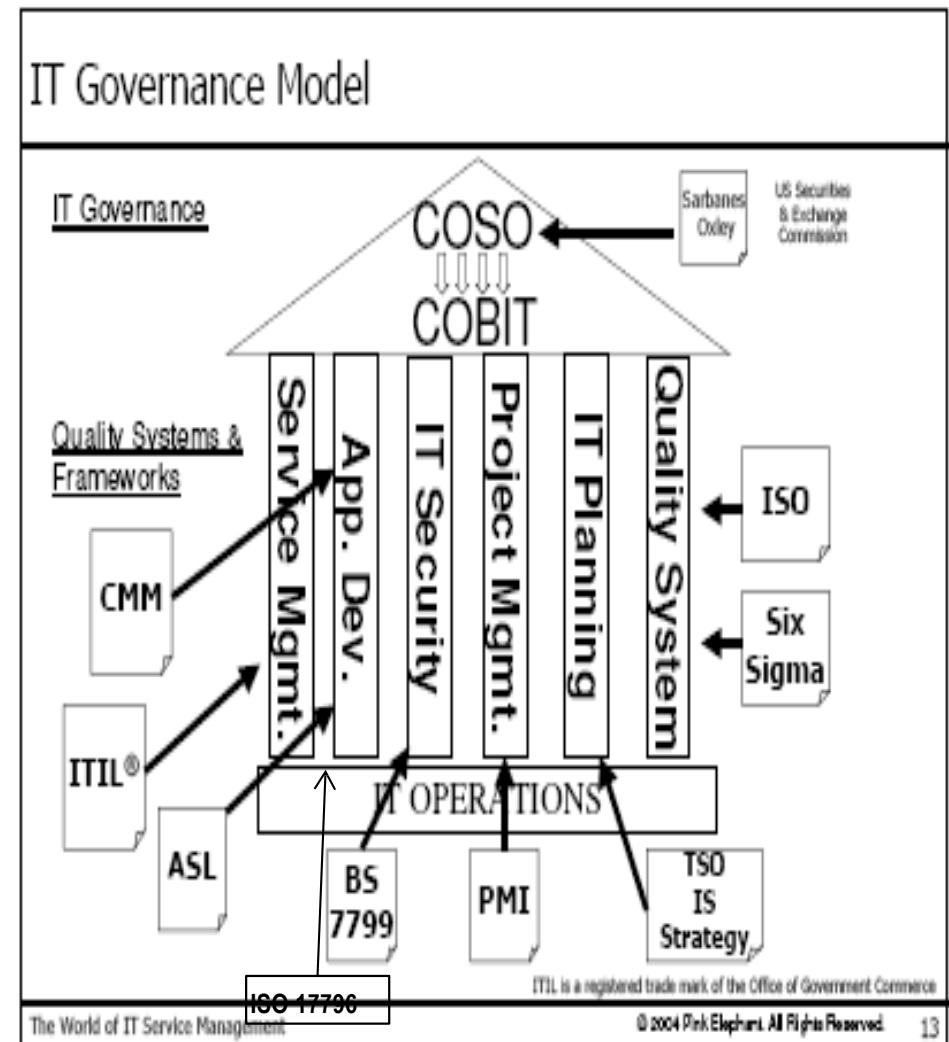 IT Governance Model
IT Governance
COSO
COBIT
Sarbanes
Oxley
US Securities
& Exchange
Commission
Quality Systems &
Frameworks
Service Mgmt.
App. Dev.
IT Security
Project Mgmt.
IT Planning
Quality System
CMM
ITIL®
ASL
ISO
Six
Sigma
IT OPERATIONS
BS
7799
PMI
TSO
IS
Strategy
ISO 17796
ITIL is a registered trade mark of the Office of Government Commerce
The World of IT Service Management
© 2004 Pink Elephant. All Rights Reserved.
13